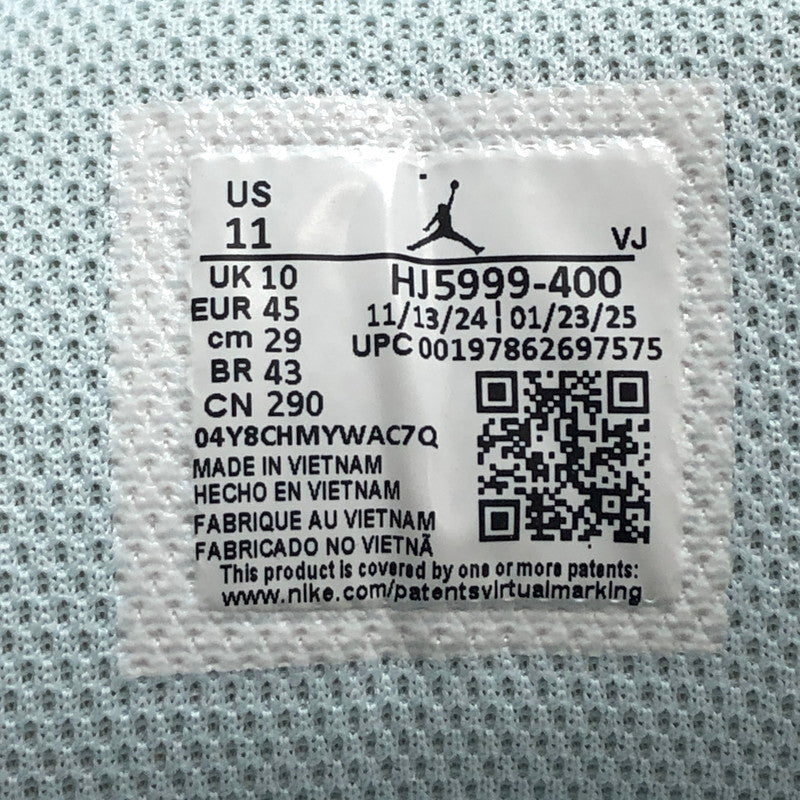 US
11
VJ
UK 10
EUR 45
cm 29
BR 43
CN 290
HJ5999-400
11/13/24 | 01/23/25
UPC 00197862697575
04Y8CHMYWAC7Q
MADE IN VIETNAM
HECHO EN VIETNAM
FABRIQUE AU VIETNAM
FABRICADO NO VIETNÃ
This product is covered by one or more patents:
www.nike.com/patentsvirtualmarking